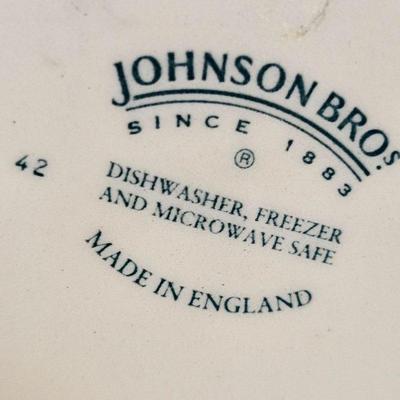 JOHNSON BROS
SINCE 1883
®
42
DISHWASHER, FREEZER
AND MICROWAVE SAFE
MADE IN ENGLAND